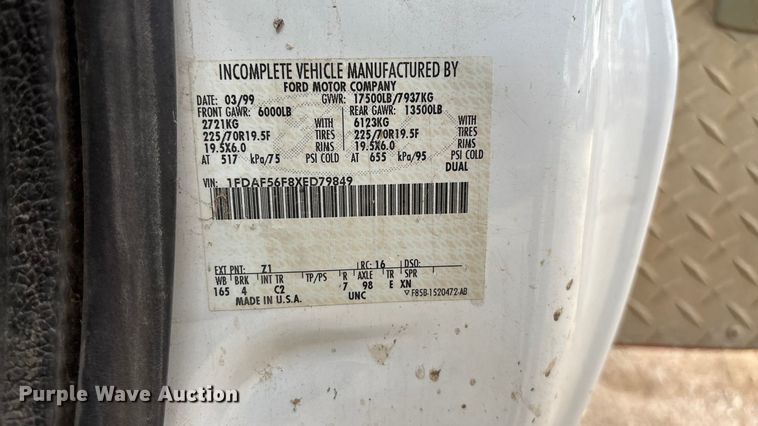 INCOMPLETE VEHICLE MANUFACTURED BY
FORD MOTOR COMPANY
DATE: 03/99 GVWR: 17500LB/7937KG
FRONT GAWR: 6000LB REAR GAWR: 13500LB
2721KG WITH 6123KG WITH
225/70R19.5F TIRES 225/70R19.5F TIRES
19.5X6.0 RIMS 19.5X6.0 RIMS
AT 517 kPa/75 PSI COLD AT 655 kPa/95 PSI COLD
DUAL
VIN: 1FDAF56F8XED79849
EXT PNT: Z1 RC: 16 DSO:
WB BRK INT TR TP/PS R AXLE TR SPR
165 4 C2 7 98 E XN
MADE IN U.S.A. UNC F85B-1520472-AB
Purple Wave Auction